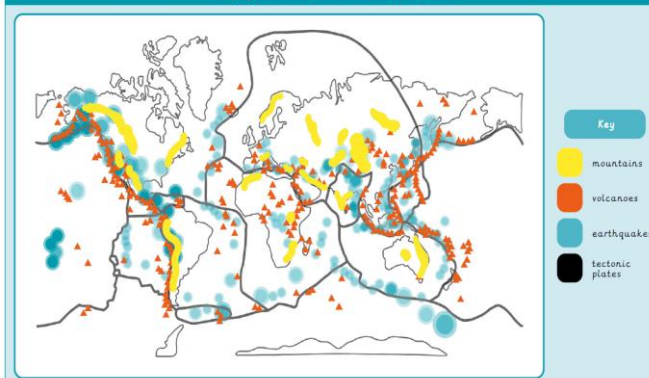 Key
mountains
volcanoes
earthquakes
tectonic
plates